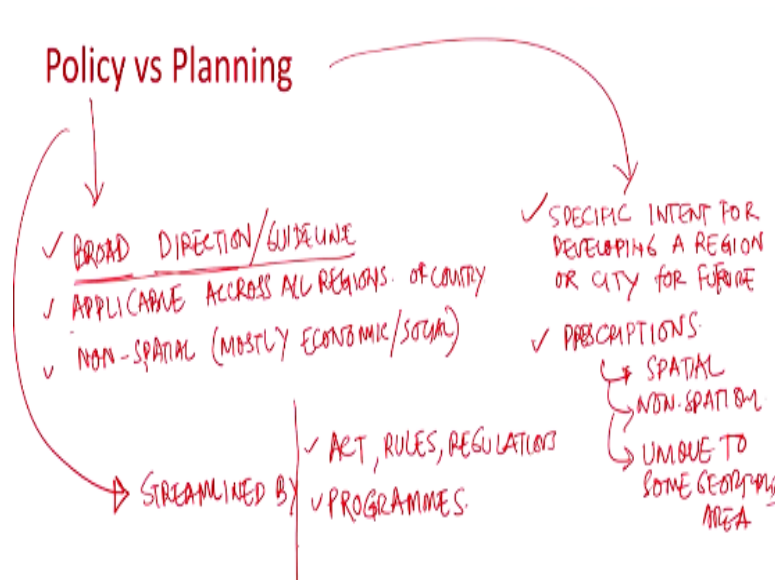 Policy vs Planning
BROAD DIRECTION/GUIDELINE
APPLICABLE ACCROSS ALL REGIONS. OF COUNTRY
NON-SPATIAL (MOSTLY ECONOMIC/SOCIAL)
STREAMLINED BY
ACT, RULES, REGULATIONS
PROGRAMMES.
SPECIFIC INTENT FOR
DEVELOPING A REGION
OR CITY FOR FUTURE
PRESCRIPTIONS.
SPATIAL
NON-SPATIAL
UNIQUE TO
SOME
AREA